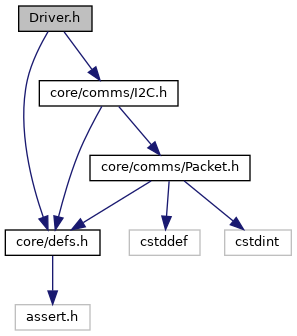 Driver.h
core/comms/I2C.h
core/comms/Packet.h
core/defs.h
cstddef
cstdint
assert.h